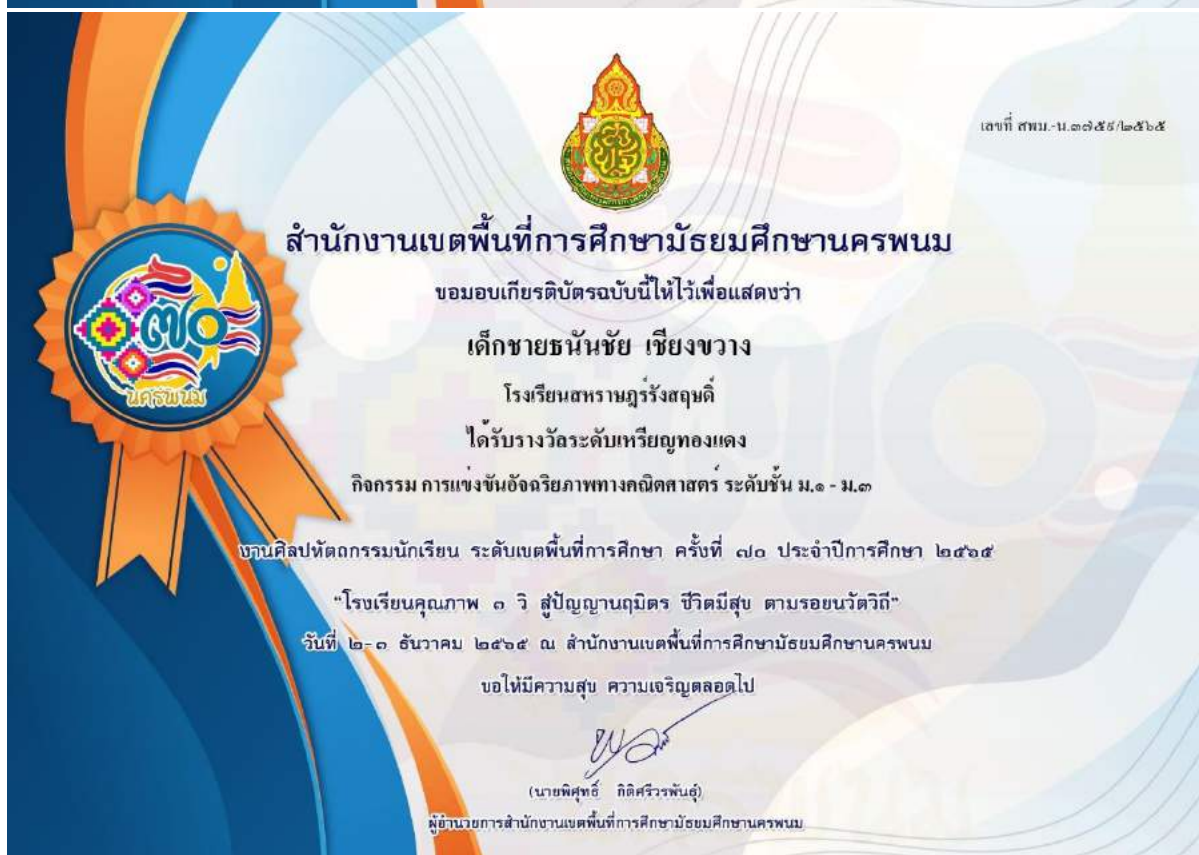 เลขที่ สพม.-น.๓๗๕๙/๒๕๖๕
สำนักงานเขตพื้นที่การศึกษามัธยมศึกษานครพนม
ขอมอบเกียรติบัตรฉบับนี้ให้ไว้เพื่อแสดงว่า
เด็กชายธนันชัย เชียงขวาง
โรงเรียนสหราษฎร์รังสฤษดิ์
ได้รับรางวัลระดับเหรียญทองแดง
กิจกรรม การแข่งขันอัจฉริยภาพทางคณิตศาสตร์ ระดับชั้น ม.๑ - ม.๓
๗๐
นครพนม
งานศิลปหัตถกรรมนักเรียน ระดับเขตพื้นที่การศึกษา ครั้งที่ ๗๐ ประจำปีการศึกษา ๒๕๖๕
"โรงเรียนคุณภาพ ๓ วิ สู่ปัญญานฤมิตร ชีวิตมีสุข ตามรอยนวัตวิถี"
วันที่ ๒-๓ ธันวาคม ๒๕๖๕ ณ สำนักงานเขตพื้นที่การศึกษามัธยมศึกษานครพนม
ขอให้มีความสุข ความเจริญตลอดไป
(นายพิศุทธิ์ กิติศรีวรพันธุ์)
ผู้อำนวยการสำนักงานเขตพื้นที่การศึกษามัธยมศึกษานครพนม